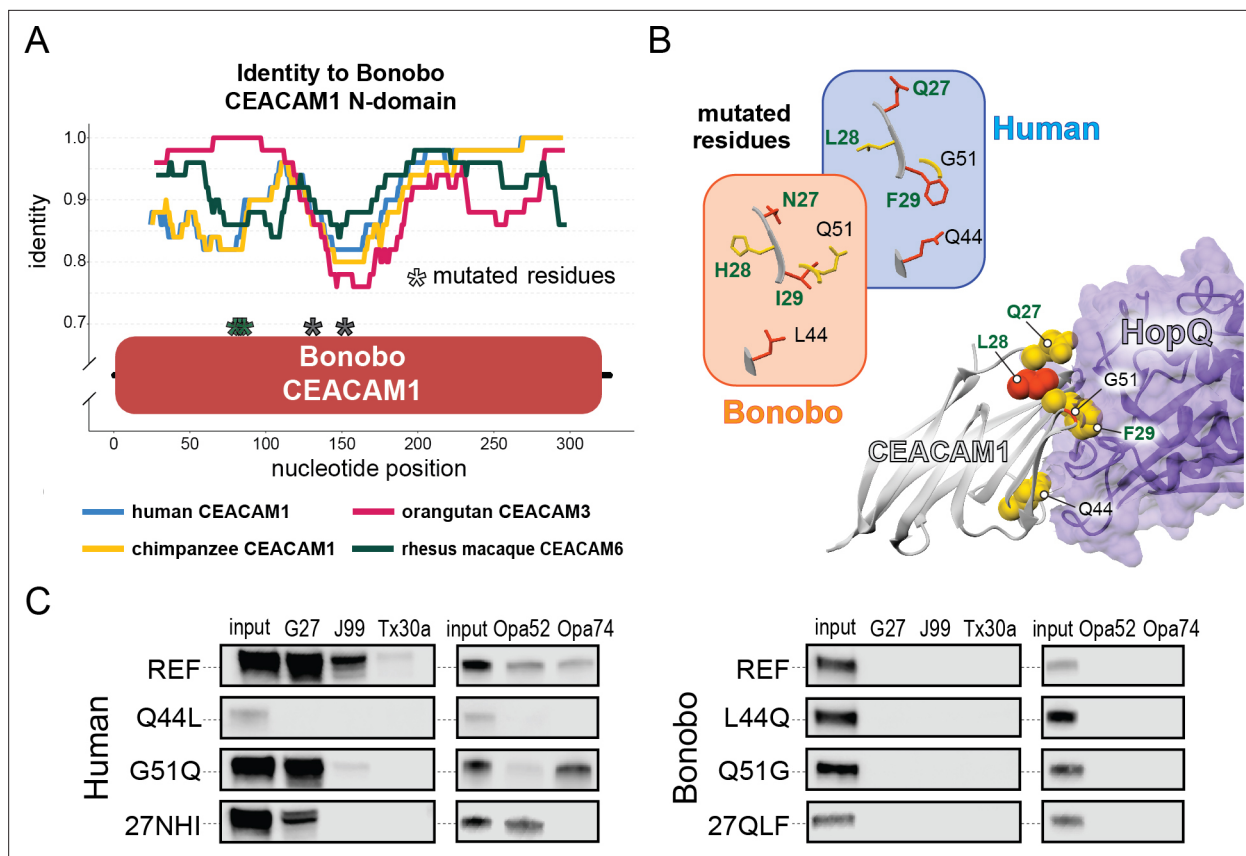 A
Identity to Bonobo
CEACAM1 N-domain
identity
1.0
0.9
0.8
0.7
* mutated residues
Bonobo
CEACAM1
0 50 100 150 200 250 300
nucleotide position
human CEACAM1
orangutan CEACAM3
chimpanzee CEACAM1
rhesus macaque CEACAM6
B
mutated
residues
Human
Q27
L28
G51
F29
Q44
N27
Q51
H28
I29
L44
Bonobo
Q27
L28
HopQ
G51
F29
CEACAM1
Q44
C
Human
input G27 J99 Tx30a input Opa52 Opa74
REF
Q44L
G51Q
27NHI
Bonobo
input G27 J99 Tx30a input Opa52 Opa74
REF
L44Q
Q51G
27QLF